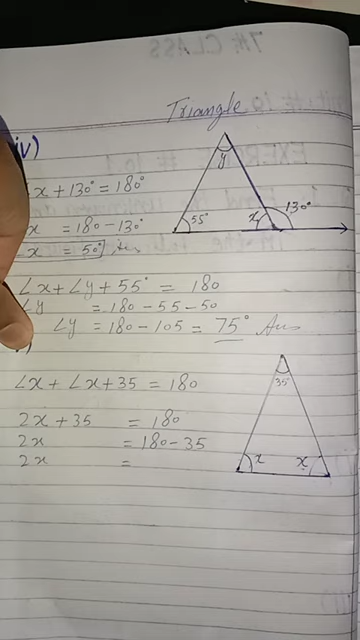 Triangle
iv)
x + 130° = 180°
x = 180 - 130°
x = 50° Ans
y
55°
x
130°
∠x + ∠y + 55° = 180
∠y = 180 - 55 - 50
∠y = 180 - 105 = 75° Ans
∠x + ∠x + 35 = 180
2x + 35 = 180
2x = 180 - 35
2x =
35°
x
x